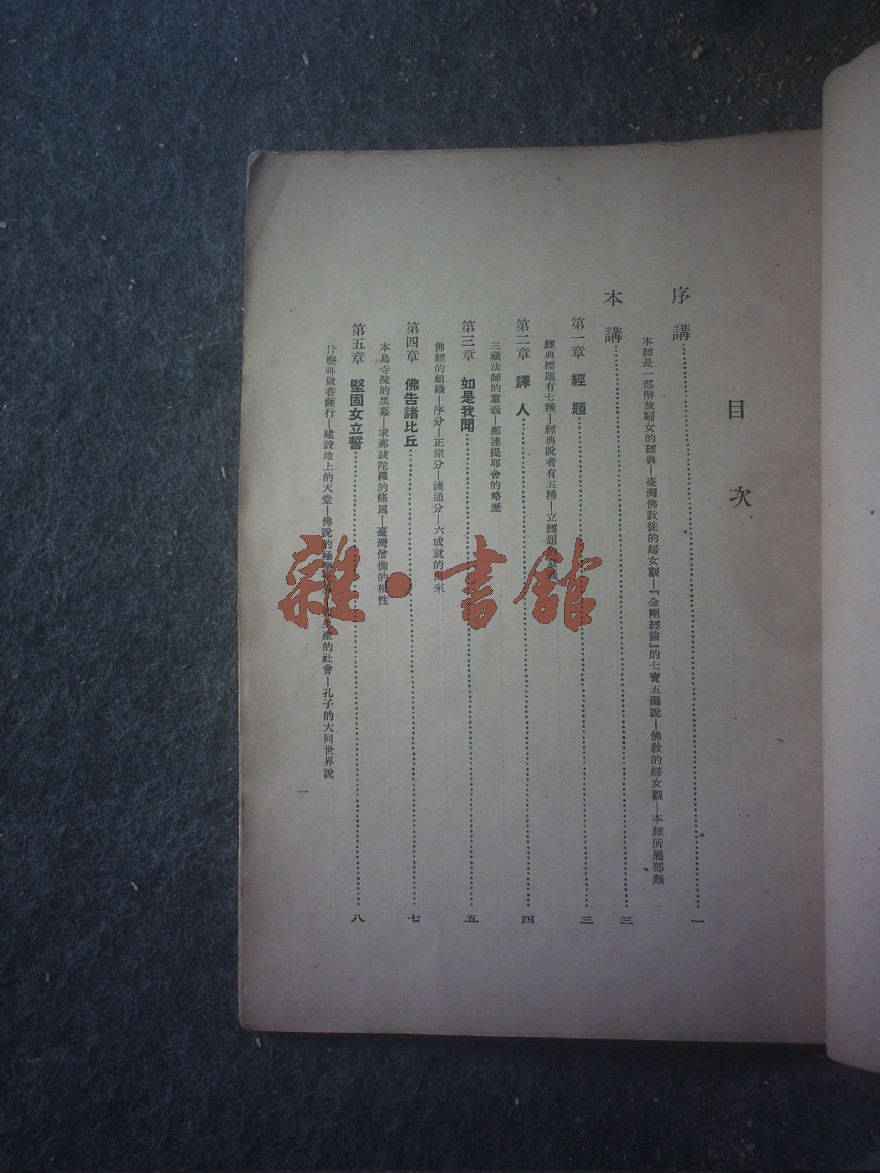 目次
序講……一
本經是一部解放婦女的經典—臺灣佛教徒的婦女觀—『金剛經論』的七寶五漏說—佛教的婦女觀—本經所屬部類
本講……三
第一章 經題……三
經典標題有七種—經典說者有五種—立經題
第二章 譯人……四
三藏法師的意義—那連提耶舍的略歷
第三章 如是我聞……五
佛經的組織—序分—正宗分—流通分—六成就的由來
第四章 佛告諸比丘……七
本島寺院的黑幕—求那跋陀羅的痛罵—臺灣僧伽的根性
第五章 堅固女立誓……八
什麼叫做菩薩行—建設地上的天堂—佛說的極樂 生產的社會—孔子的大同世界說
一
雜·書舘